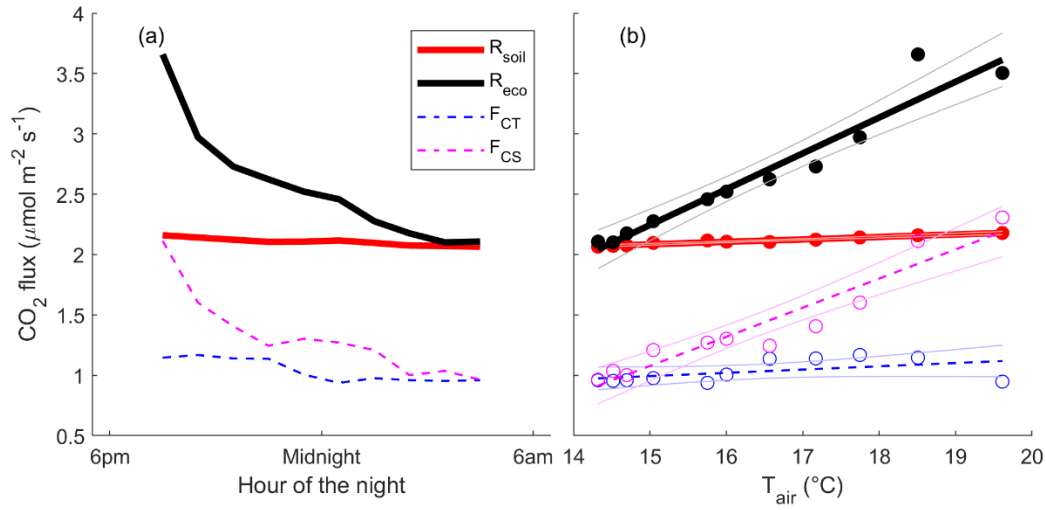 (a)
R_soil
R_eco
F_CT
F_CS
CO₂ flux (μmol m⁻² s⁻¹)
4
3.5
3
2.5
2
1.5
1
0.5
6pm Midnight 6am
Hour of the night
(b)
14 15 16 17 18 19 20
T_air (°C)